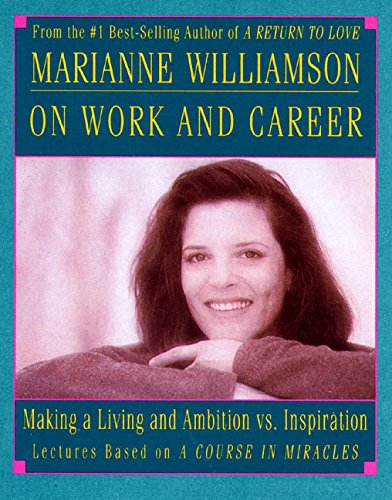 From the #1 Best-Selling Author of A RETURN TO LOVE
MARIANNE WILLIAMSON
ON WORK AND CAREER
Making a Living and Ambition vs. Inspiration
Lectures Based on A COURSE IN MIRACLES